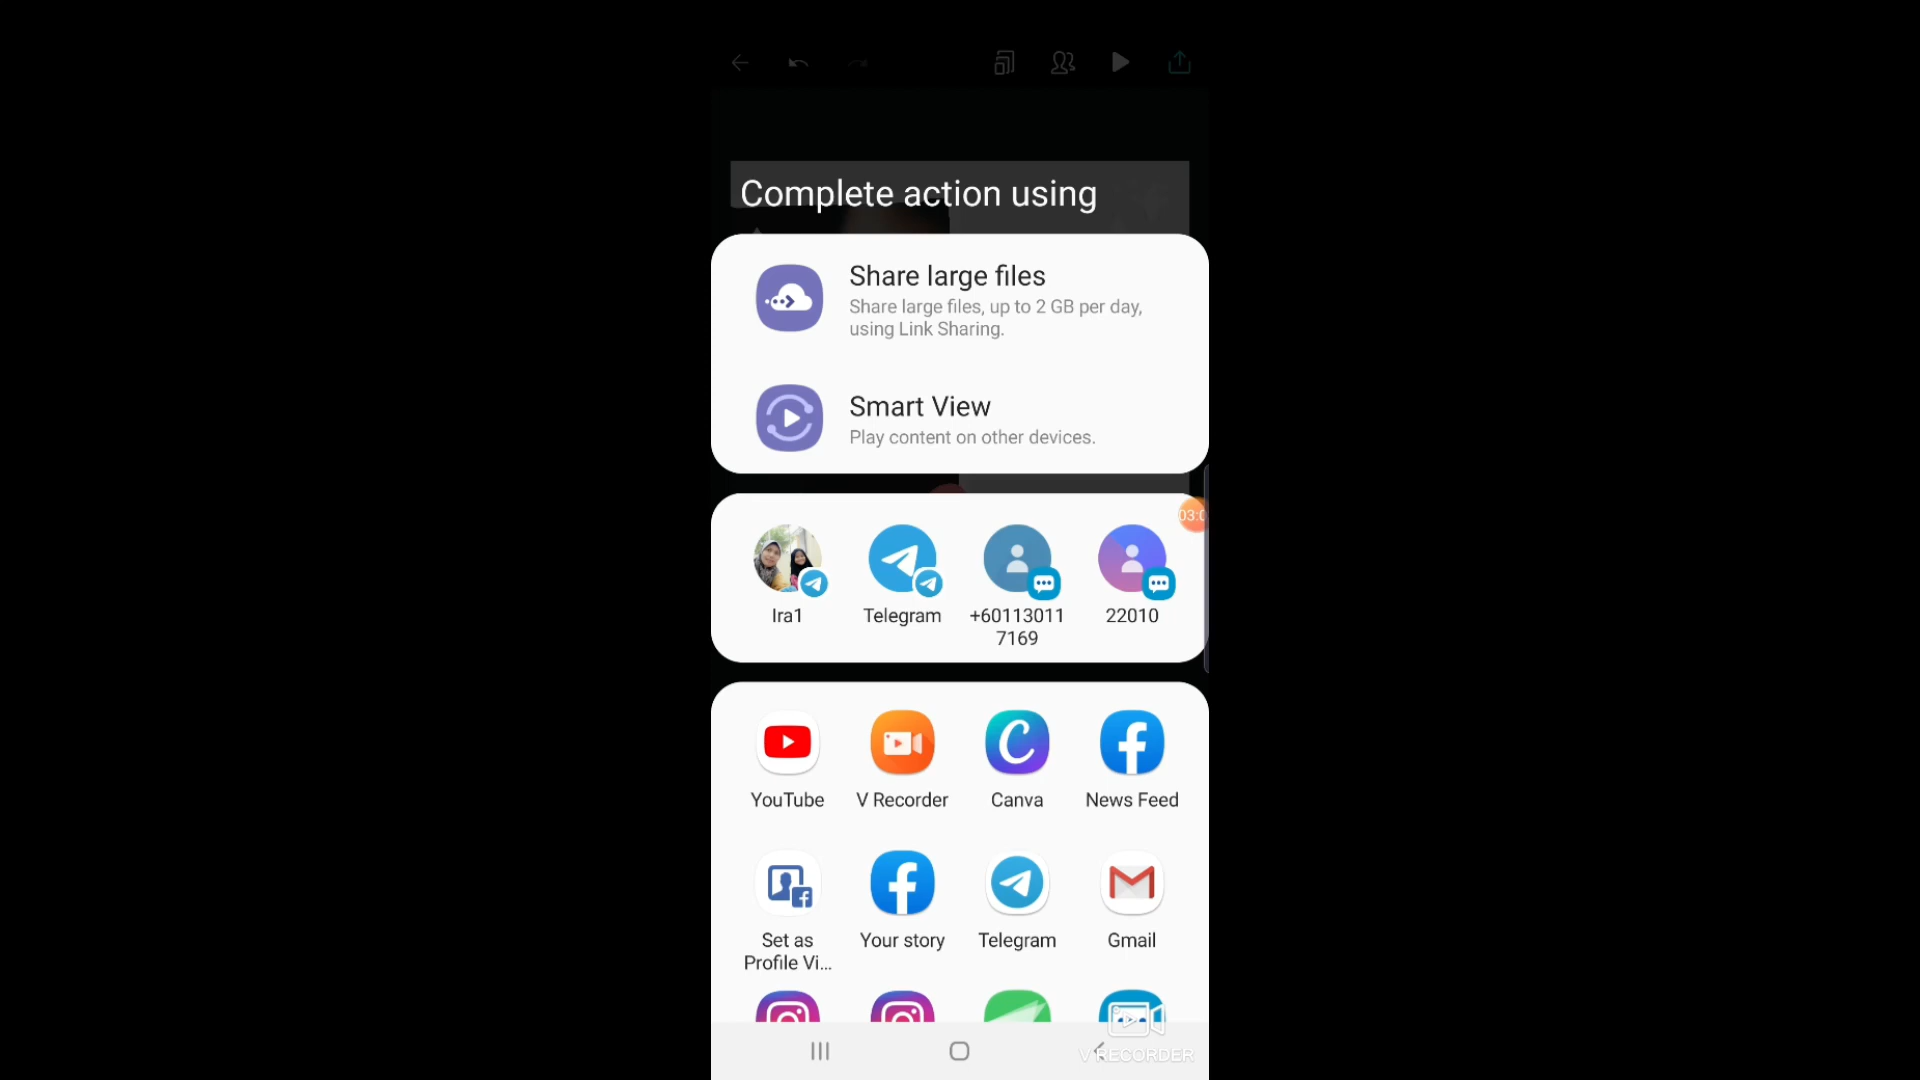 Complete action using
Share large files
Share large files, up to 2 GB per day,
using Link Sharing.
Smart View
Play content on other devices.
03:0
Ira1
Telegram
+60113011
7169
22010
YouTube
V Recorder
Canva
News Feed
Set as
Profile Vi...
Your story
Telegram
Gmail
V RECORDER